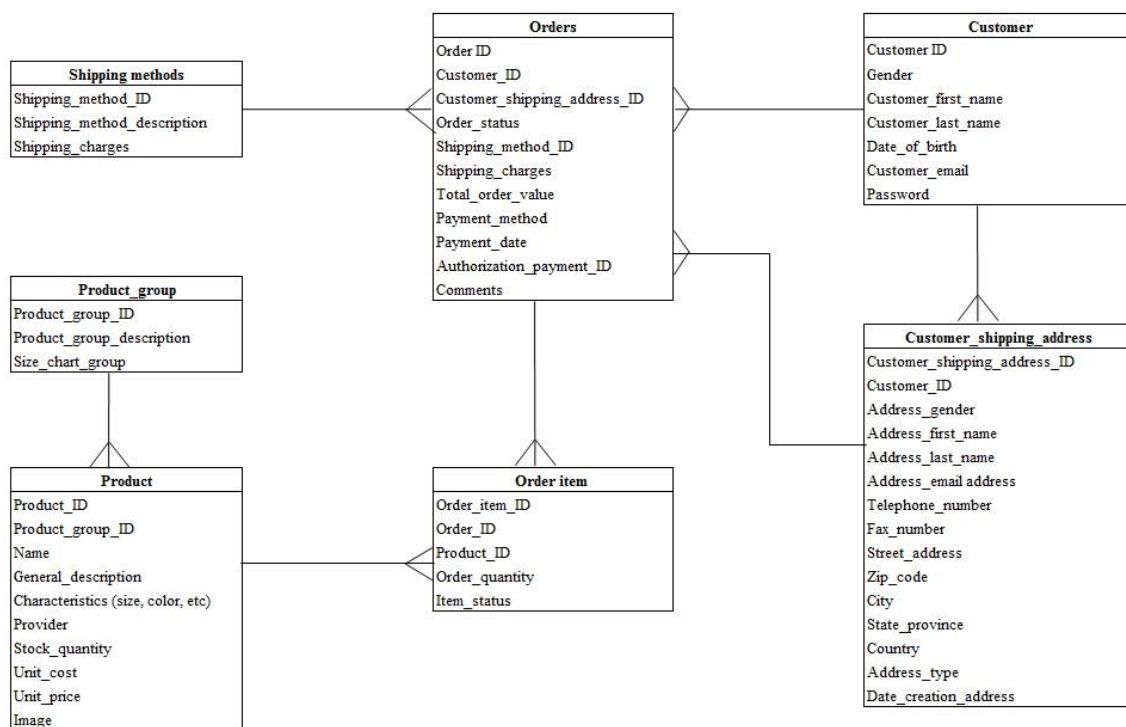 Shipping methods
Shipping_method_ID
Shipping_method_description
Shipping_charges
Orders
Order ID
Customer_ID
Customer_shipping_address_ID
Order_status
Shipping_method_ID
Shipping_charges
Total_order_value
Payment_method
Payment_date
Authorization_payment_ID
Comments
Customer
Customer ID
Gender
Customer_first_name
Customer_last_name
Date_of_birth
Customer_email
Password
Product_group
Product_group_ID
Product_group_description
Size_chart_group
Product
Product_ID
Product_group_ID
Name
General_description
Characteristics (size, color, etc)
Provider
Stock_quantity
Unit_cost
Unit_price
Image
Order item
Order_item_ID
Order_ID
Product_ID
Order_quantity
Item_status
Customer_shipping_address
Customer_shipping_address_ID
Customer_ID
Address_gender
Address_first_name
Address_last_name
Address_email address
Telephone_number
Fax_number
Street_address
Zip_code
City
State_province
Country
Address_type
Date_creation_address